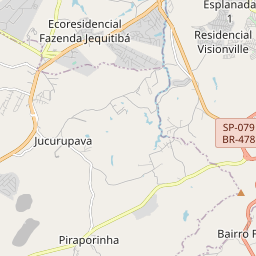 Ecoresidencial
Fazenda Jequitibá
Esplanada
1
Residencial
Visionville
Jucurupava
SP-079
BR-478
Piraporinha
Bairro